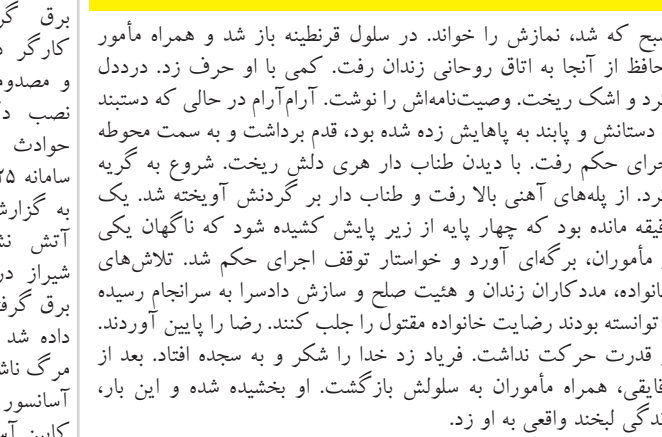 صبح که شد، نمازش را خواند. در سلول قرنطینه باز شد و همراه مأمور
محافظ از آنجا به اتاق روحانی زندان رفت. کمی با او حرف زد. درددل
کرد و اشک ریخت. وصیت‌نامه‌اش را نوشت. آرام‌آرام در حالی که دستبند
دستانش و پابند به پاهایش زده شده بود، قدم برداشت و به سمت محوطه
اجرای حکم رفت. با دیدن طناب دار هری دلش ریخت. شروع به گریه
کرد. از پله‌های آهنی بالا رفت و طناب دار بر گردنش آویخته شد. یک
دقیقه مانده بود که چهار پایه از زیر پایش کشیده شود که ناگهان یکی
مأموران، برگه‌ای آورد و خواستار توقف اجرای حکم شد. تلاش‌های
خانواده، مددکاران زندان و هئیت صلح و سازش دادسرا به سرانجام رسیده
توانسته بودند رضایت خانواده مقتول را جلب کنند. رضا را پایین آوردند.
قدرت حرکت نداشت. فریاد زد خدا را شکر و به سجده افتاد. بعد از
دقایقی، همراه مأموران به سلولش بازگشت. او بخشیده شده و این بار،
زندگی لبخند واقعی به او زد.
برق
کارگر
و مصدوم
نصب
حوادث
سامانه
به گزارش
آتش
شیراز
برق
داده شد
مرگ
آسانسور
کابین